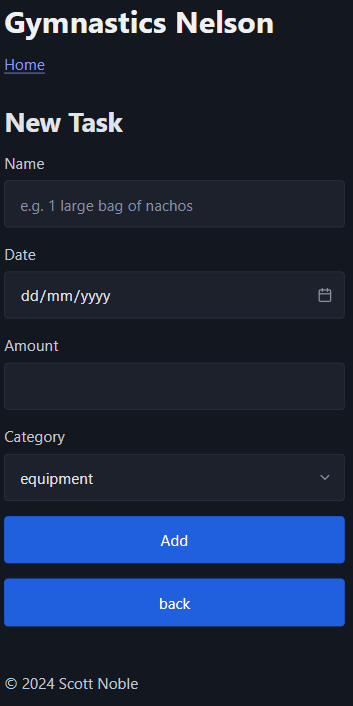 Gymnastics Nelson
Home
New Task
Name
e.g. 1 large bag of nachos
Date
dd/mm/yyyy
Amount
Category
equipment
Add
back
© 2024 Scott Noble